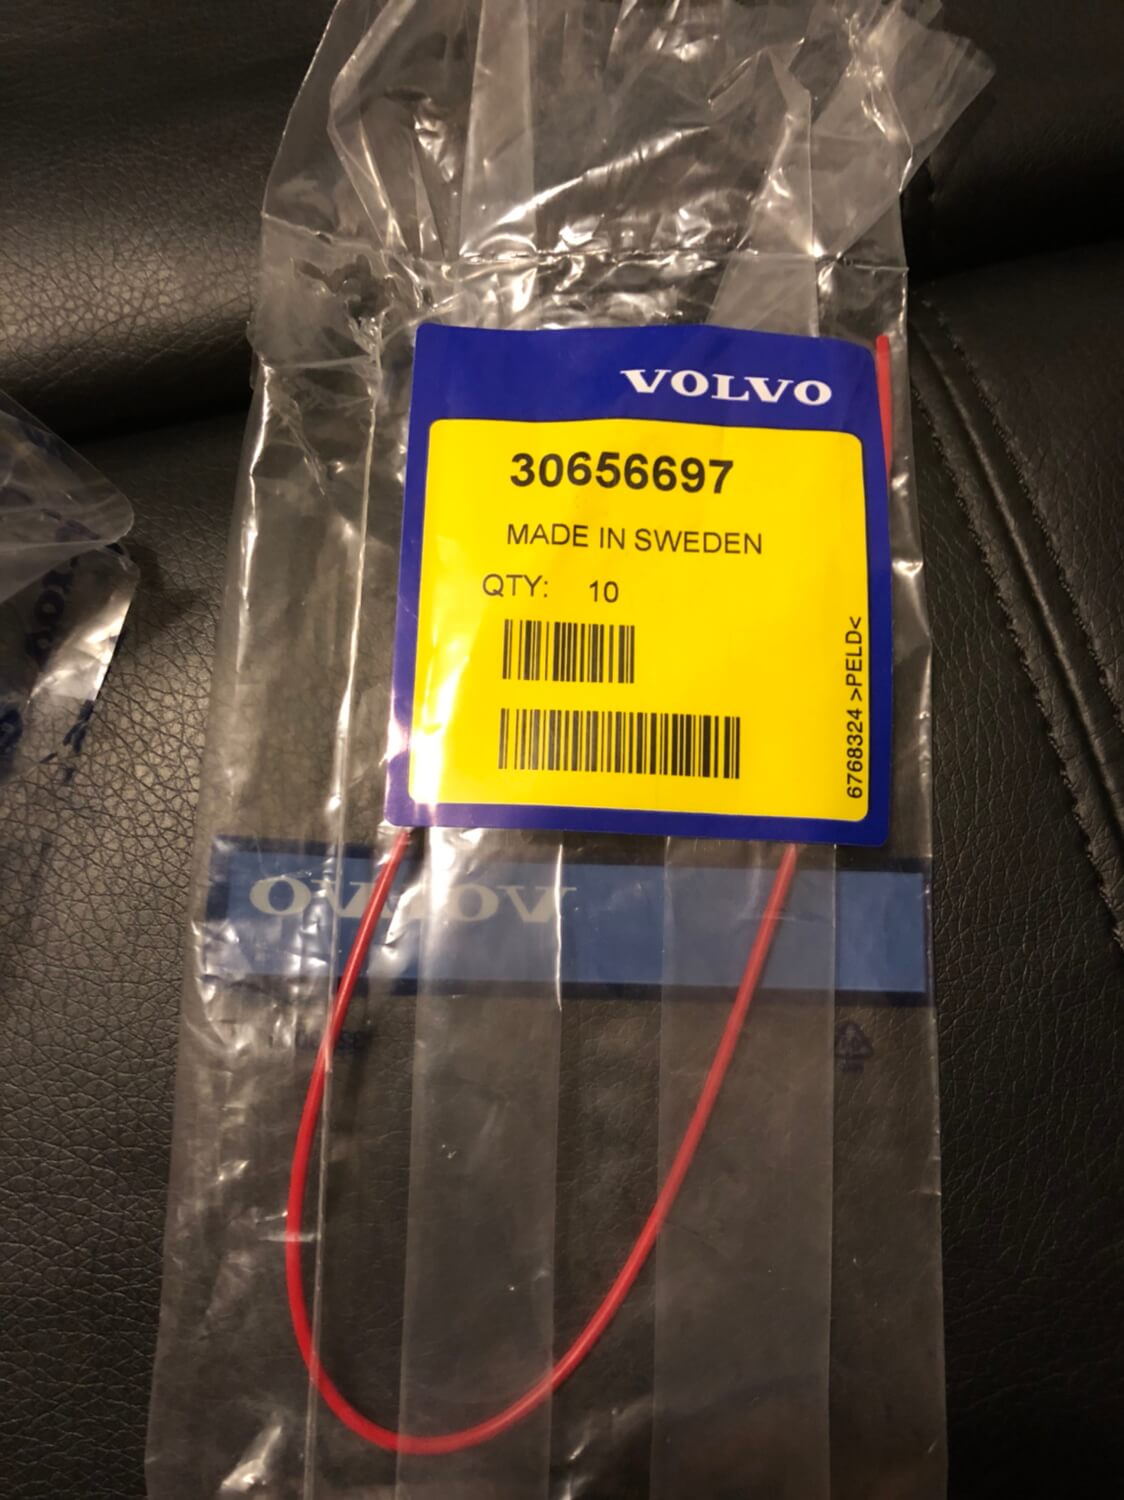 VOLVO
30656697
MADE IN SWEDEN
QTY: 10
6768324 >PELD<
VOLVO